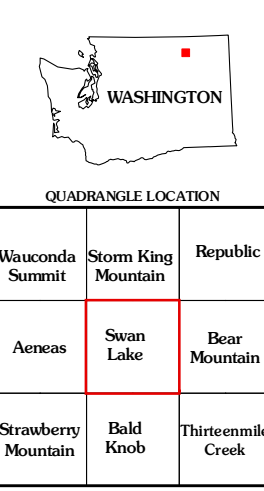 WASHINGTON
QUADRANGLE LOCATION
Wauconda
Summit
Storm King
Mountain
Republic
Aeneas
Swan
Lake
Bear
Mountain
Strawberry
Mountain
Bald
Knob
Thirteenmile
Creek